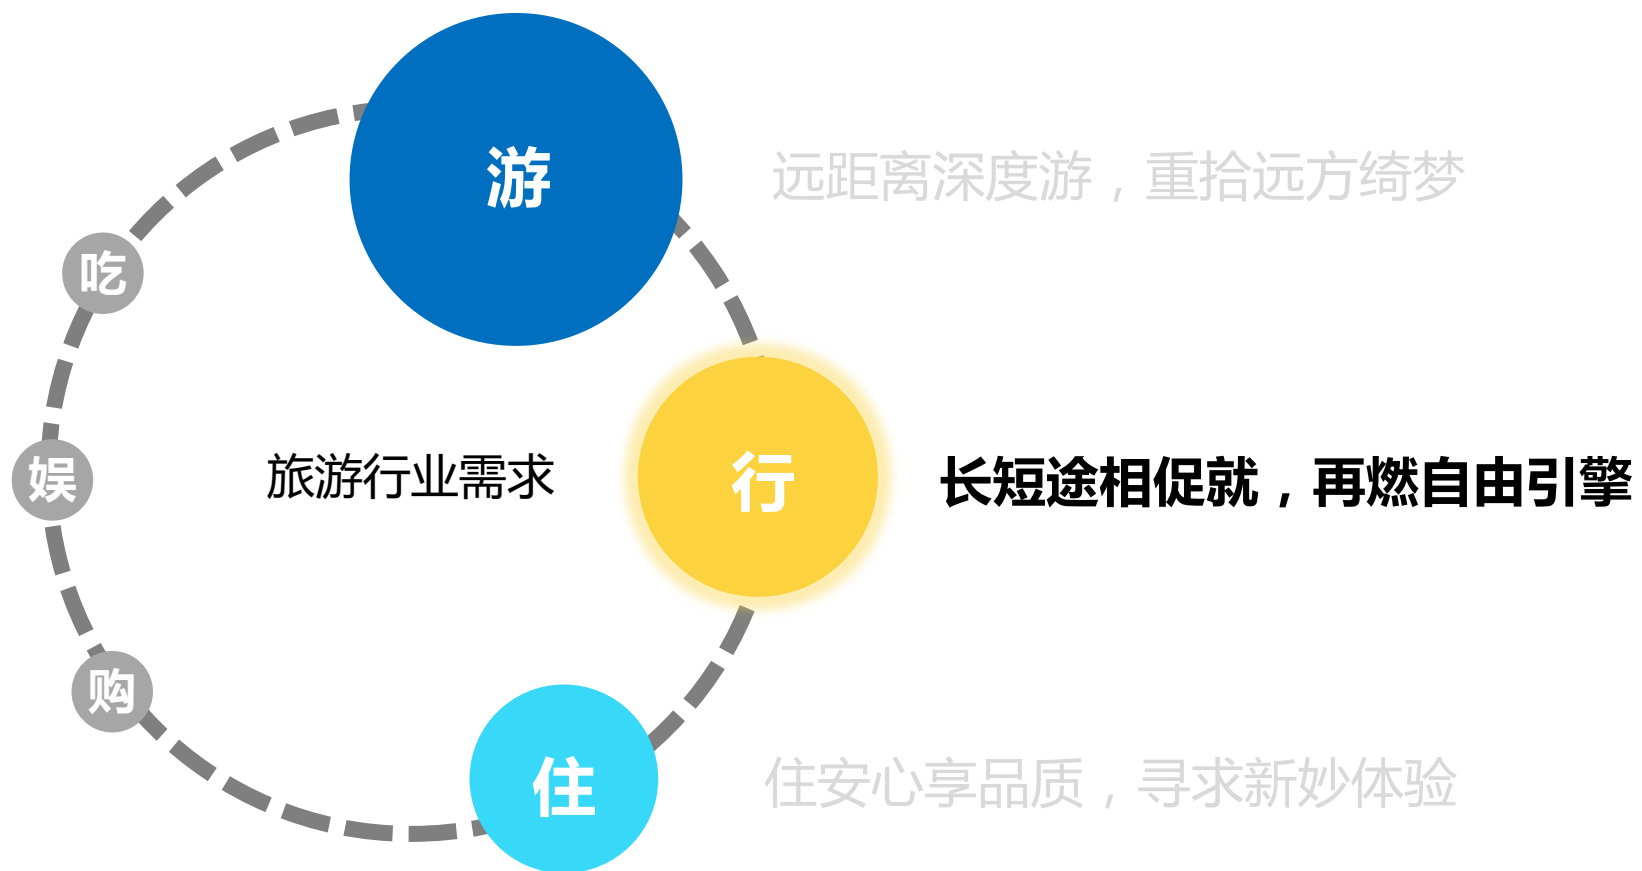 游
远距离深度游，重拾远方绮梦
吃
旅游行业需求
行
长短途相促就，再燃自由引擎
娱
购
住
住安心享品质，寻求新妙体验